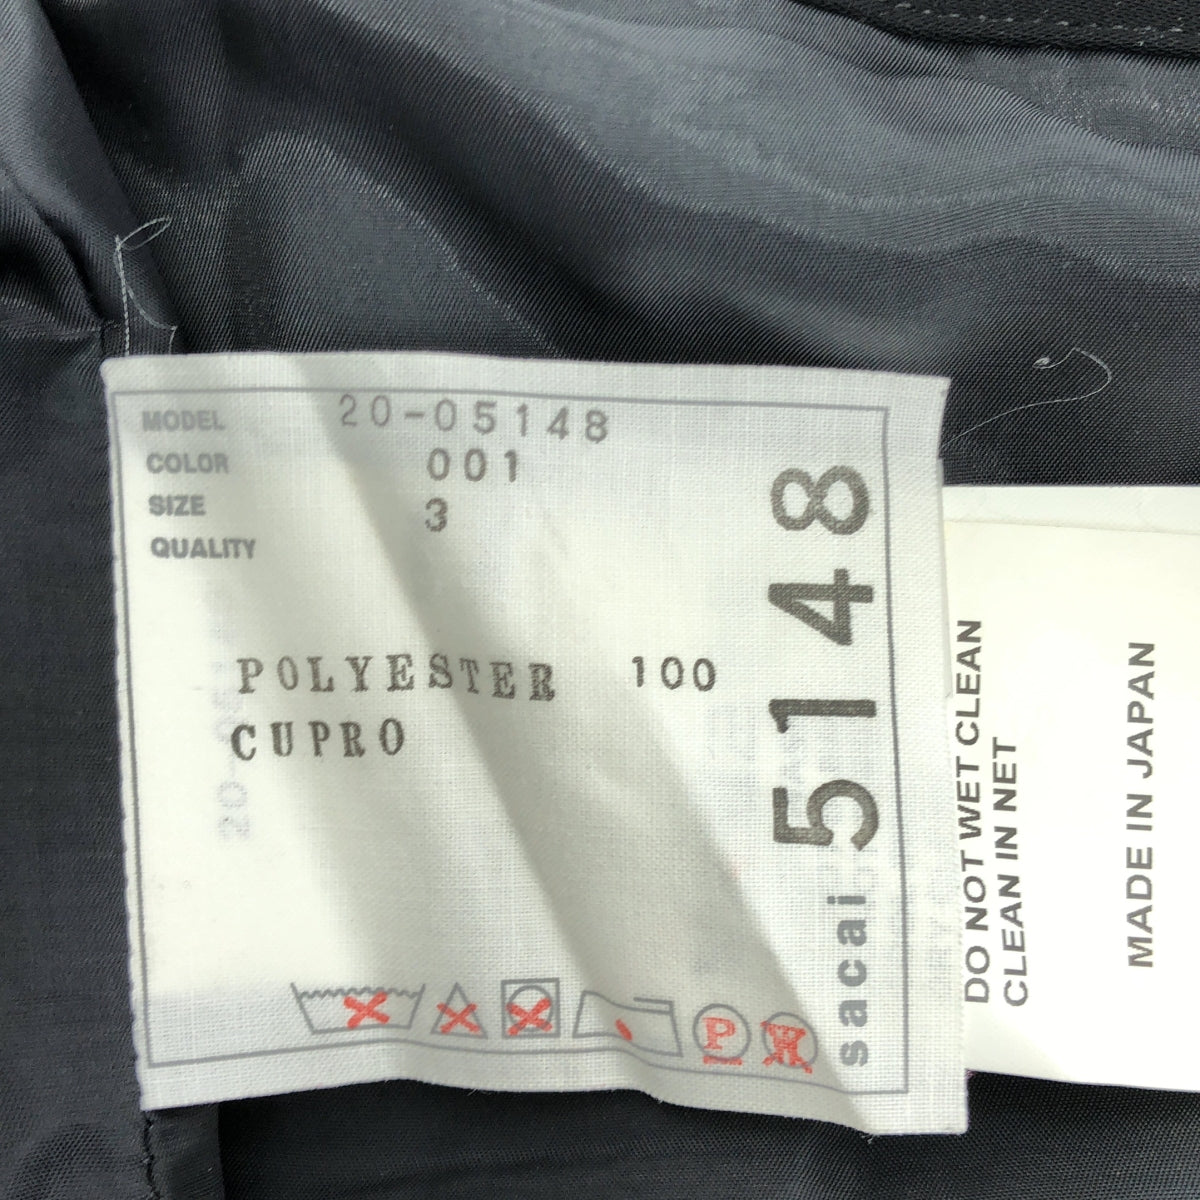 MODEL 20-05148
COLOR 001
SIZE 3
QUALITY
POLYESTER 100
CUPRO
P
W
sacai 5148
DO NOT WET CLEAN
CLEAN IN NET
MADE IN JAPAN